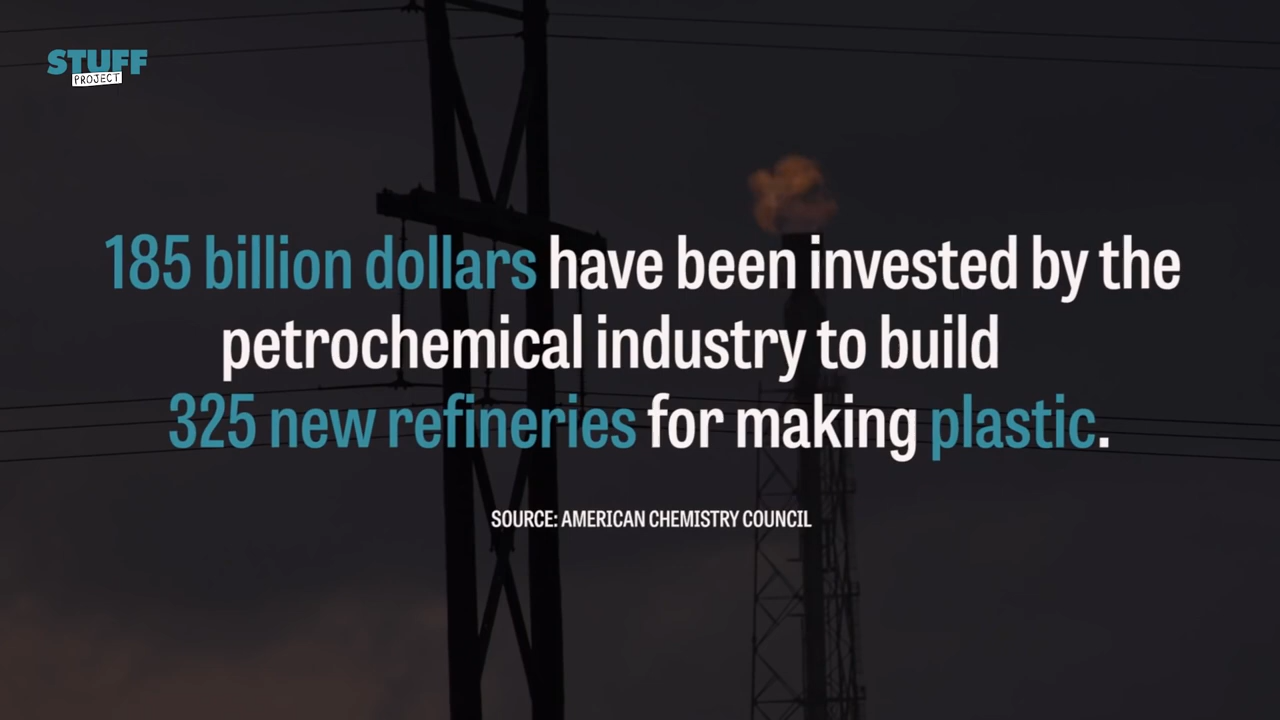 STUFF
PROJECT
185 billion dollars have been invested by the
petrochemical industry to build
325 new refineries for making plastic.
SOURCE: AMERICAN CHEMISTRY COUNCIL